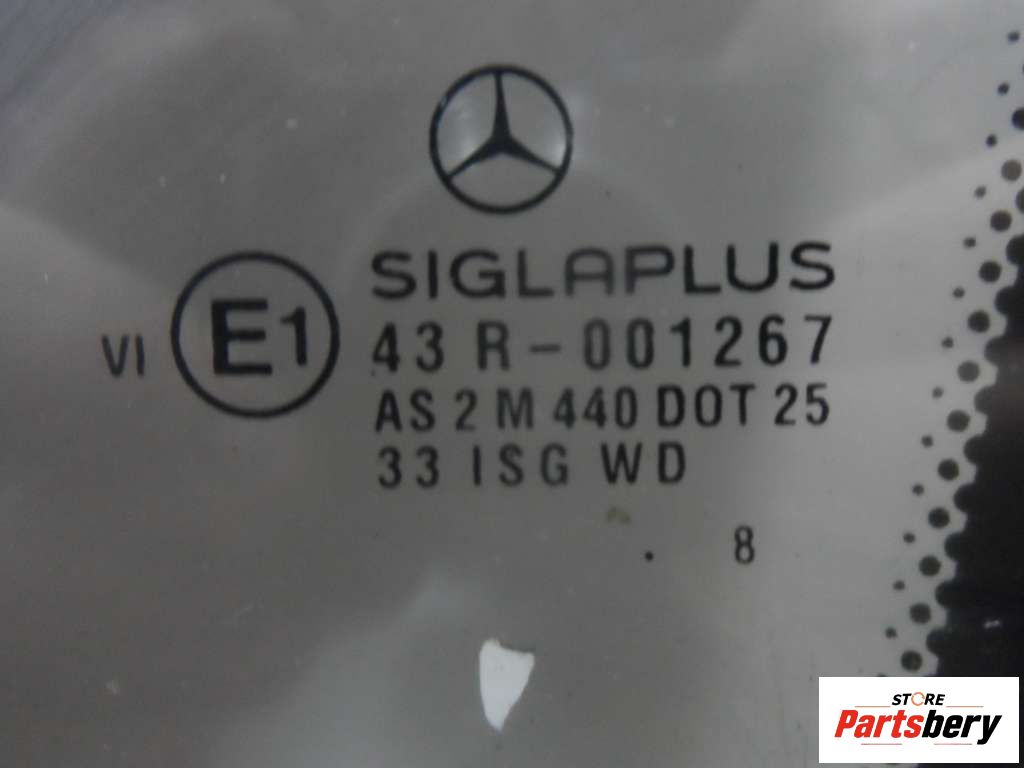 SIGLAPLUS
VI E1 43 R-001267
AS 2 M 440 DOT 25
33 ISG WD
8
STORE
Partsbery